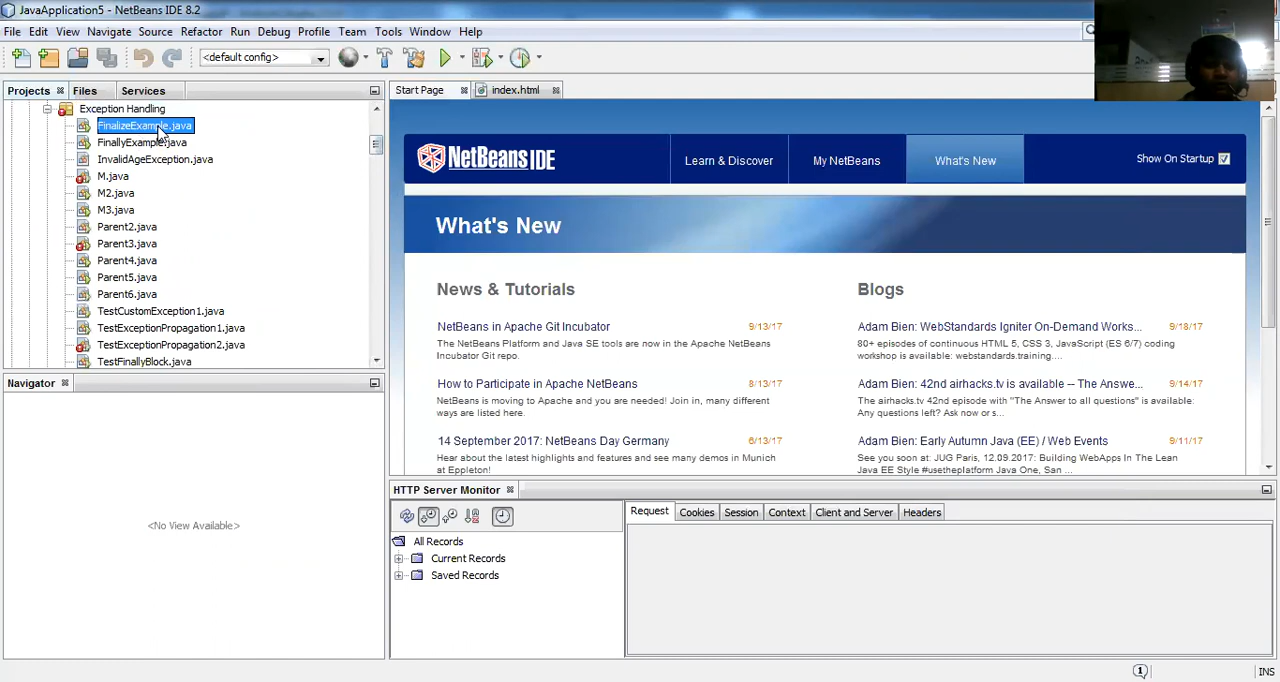 JavaApplication5 - NetBeans IDE 8.2
File Edit View Navigate Source Refactor Run Debug Profile Team Tools Window Help
<default config>
Projects Files Services
Start Page index.html
Exception Handling
FinalizeExample.java
FinallyExample.java
InvalidAgeException.java
M.java
M2.java
M3.java
Parent2.java
Parent3.java
Parent4.java
Parent5.java
Parent6.java
TestCustomException1.java
TestExceptionPropagation1.java
TestExceptionPropagation2.java
TestFinallyBlock.java
Navigator
<No View Available>
NetBeans IDE
Learn & Discover My NetBeans What's New Show On Startup
What's New
News & Tutorials
NetBeans in Apache Git Incubator 9/13/17
The NetBeans Platform and Java SE tools are now in the Apache NetBeans
Incubator Git repo.
How to Participate in Apache NetBeans 8/13/17
NetBeans is moving to Apache and you are needed! Join in, many different
ways are listed here.
14 September 2017: NetBeans Day Germany 6/13/17
Hear about the latest highlights and features and see many demos in Munich
at Eppleton!
Blogs
Adam Bien: WebStandards Igniter On-Demand Works... 9/18/17
80+ episodes of continuous HTML 5, CSS 3, JavaScript (ES 6/7) coding
workshop is available: webstandards.training....
Adam Bien: 42nd airhacks.tv is available -- The Answe... 9/14/17
The airhacks.tv 42nd episode with "The Answer to all questions" is available:
Any questions left? Ask now or s...
Adam Bien: Early Autumn Java (EE) / Web Events 9/11/17
See you soon at: JUG Paris, 12.09.2017: Building WebApps In The Lean
Java EE Style #usetheplatform Java One, San ...
HTTP Server Monitor
All Records
Current Records
Saved Records
Request Cookies Session Context Client and Server Headers
1
INS